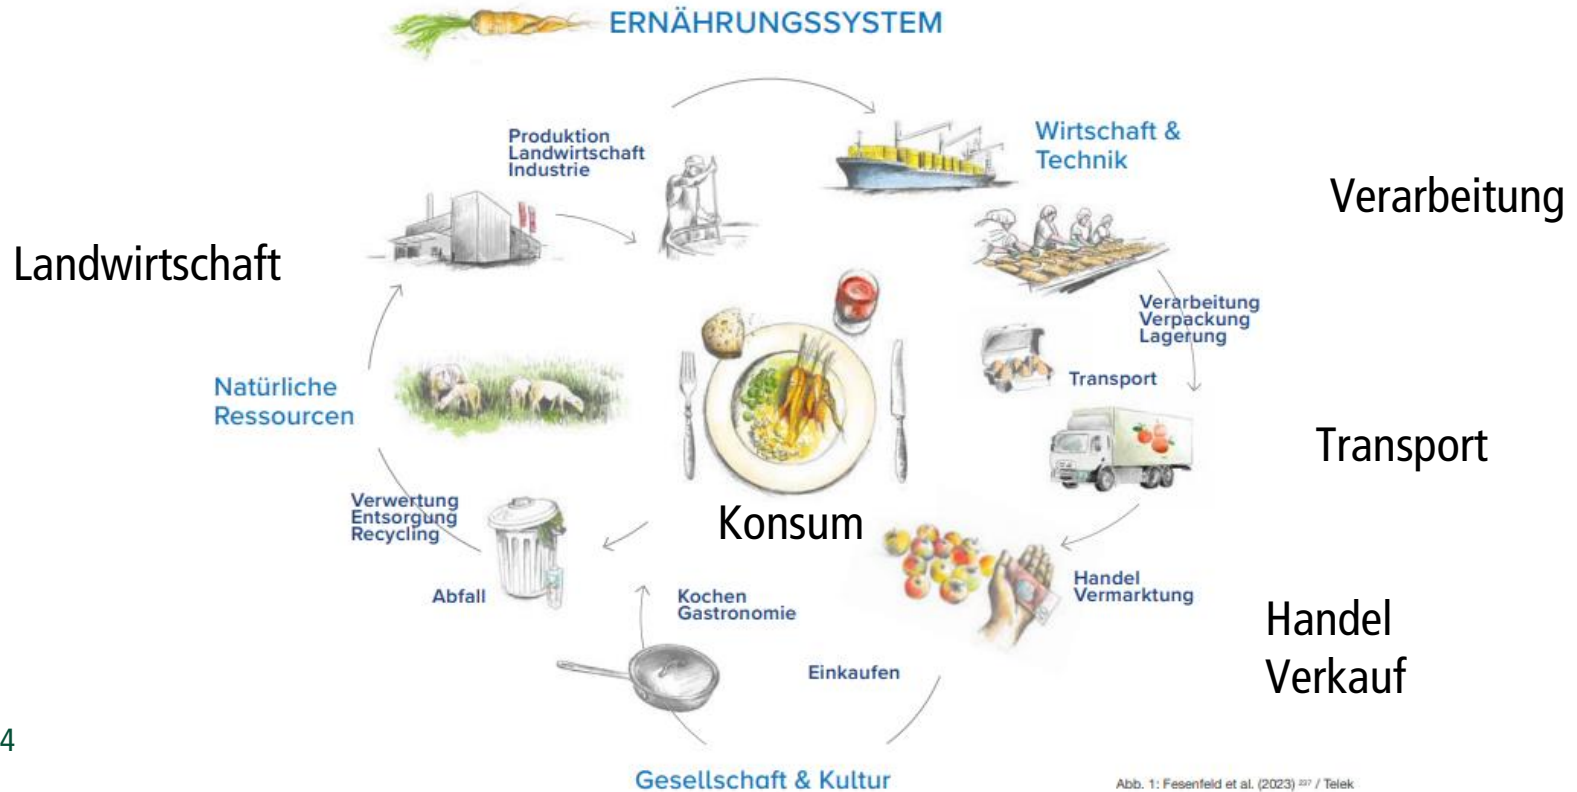 ERNÄHRUNGSSYSTEM
Produktion
Landwirtschaft
Industrie
Wirtschaft &
Technik
Verarbeitung
Landwirtschaft
Verarbeitung
Verpackung
Lagerung
Transport
Natürliche
Ressourcen
Transport
Verwertung
Entsorgung
Recycling
Konsum
Abfall
Kochen
Gastronomie
Handel
Vermarktung
Handel
Verkauf
Einkaufen
4
Gesellschaft & Kultur
Abb. 1: Fesenfeld et al. (2023) ²³⁷ / Telek